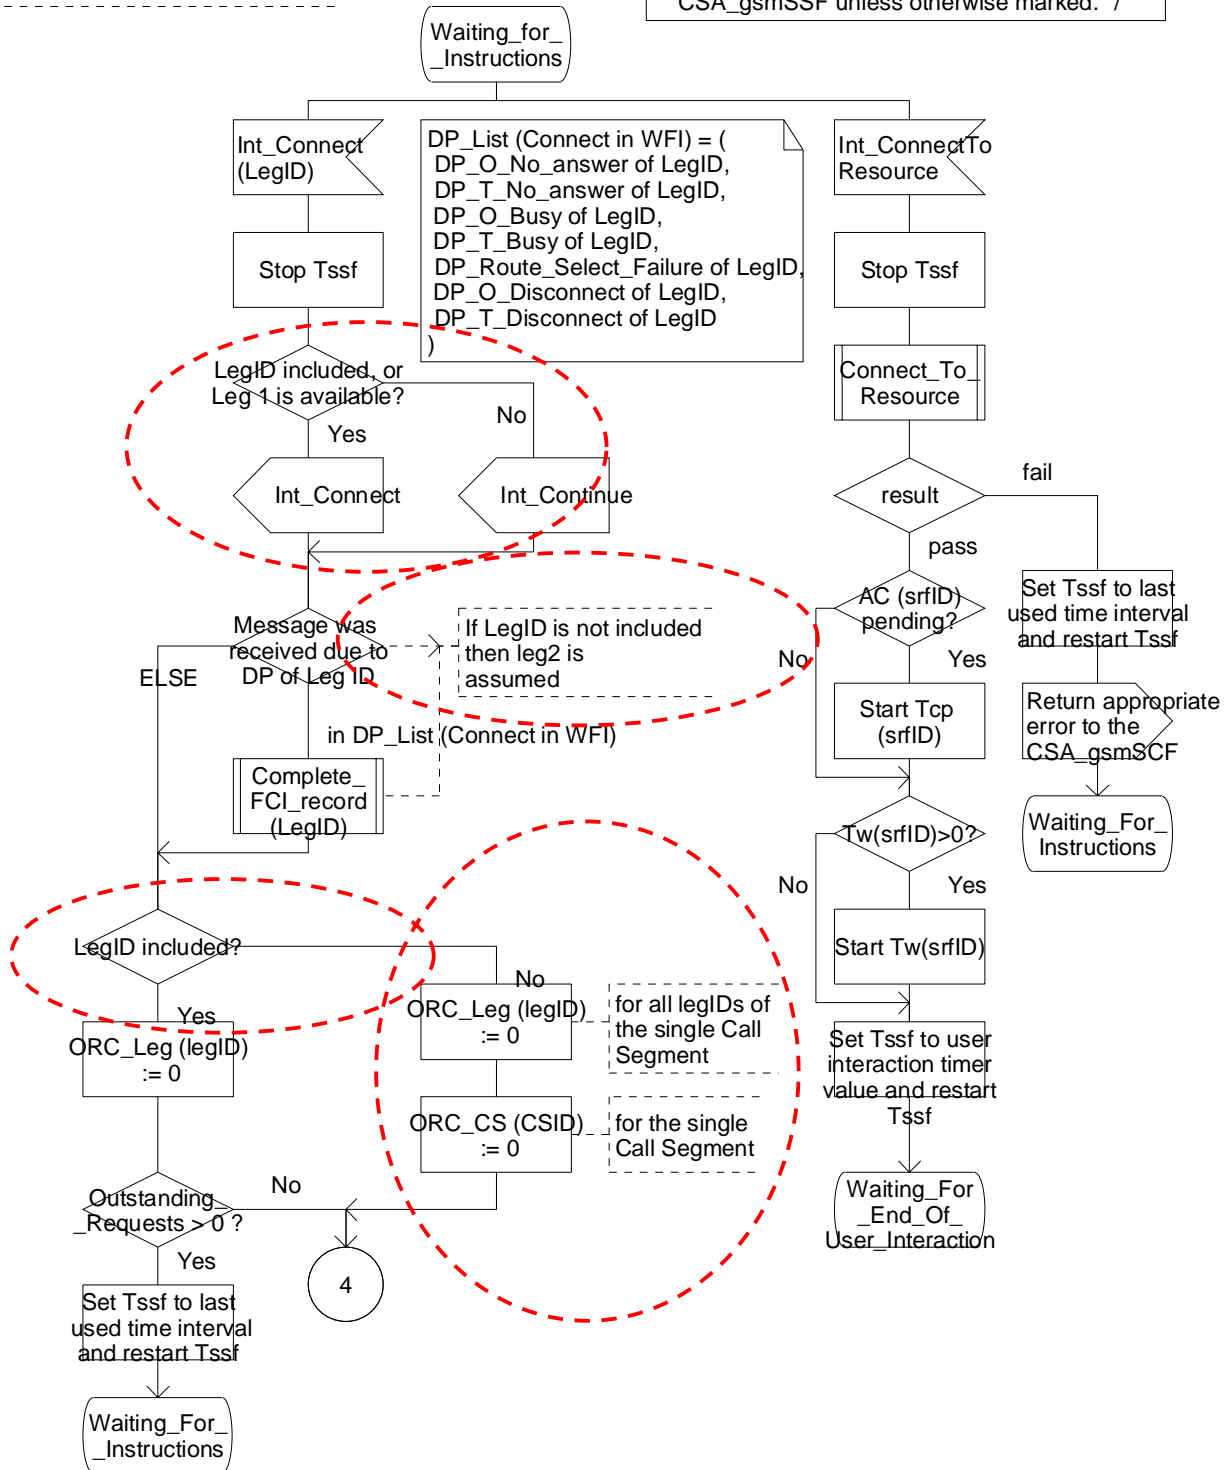 CSA_gsmSSF unless otherwise marked. */
Waiting_for_
_Instructions
Int_Connect
(LegID)
DP_List (Connect in WFI) = (
DP_O_No_answer of LegID,
DP_T_No_answer of LegID,
DP_O_Busy of LegID,
DP_T_Busy of LegID,
DP_Route_Select_Failure of LegID,
DP_O_Disconnect of LegID,
DP_T_Disconnect of LegID
)
Int_ConnectTo
Resource
Stop Tssf
Stop Tssf
LegID included, or
Leg 1 is available?
No
Yes
Connect_To_
Resource
Int_Connect
Int_Continue
result
fail
pass
Message was
received due to
DP of Leg ID
ELSE
If LegID is not included
then leg2 is
assumed
AC (srfID)
pending?
No
Yes
Set Tssf to last
used time interval
and restart Tssf
in DP_List (Connect in WFI)
Start Tcp
(srfID)
Return appropriate
error to the
CSA_gsmSCF
Complete_
FCI_record
(LegID)
Tw(srfID)>0?
No
Yes
Waiting_For_
_Instructions
LegID included?
No
Yes
Start Tw(srfID)
ORC_Leg (legID)
:= 0
for all legIDs of
the single Call
Segment
ORC_Leg (legID)
:= 0
Set Tssf to user
interaction timer
value and restart
Tssf
ORC_CS (CSID)
:= 0
for the single
Call Segment
Outstanding_
_Requests > 0 ?
No
Yes
Waiting_For
_End_Of_
User_Interaction
4
Set Tssf to last
used time interval
and restart Tssf
Waiting_For_
_Instructions